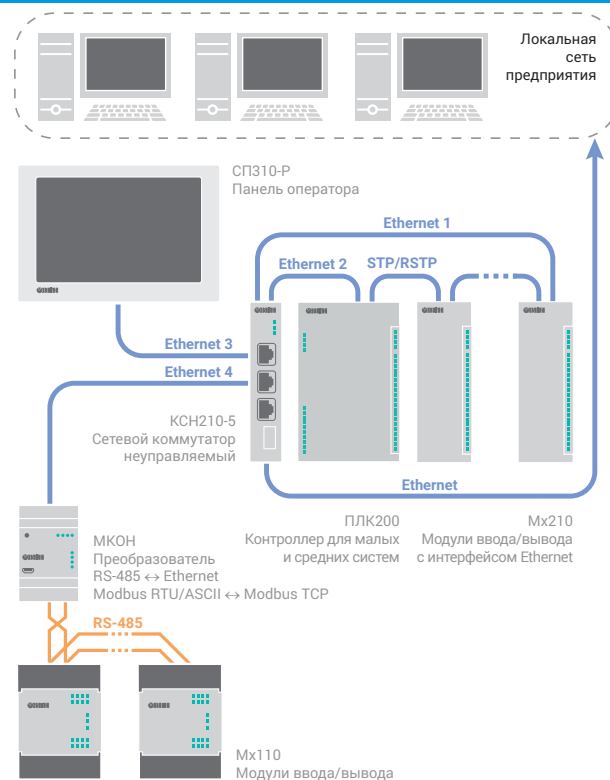 Локальная
сеть
предприятия
СП310-Р
Панель оператора
Ethernet 1
Ethernet 2
STP/RSTP
Ethernet 3
Ethernet 4
КСН210-5
Сетевой коммутатор
неуправляемый
Ethernet
ПЛК200
Контроллер для малых
и средних систем
Мх210
Модули ввода/вывода
с интерфейсом Ethernet
МКОН
Преобразователь
RS-485 ↔ Ethernet
Modbus RTU/ASCII ↔ Modbus TCP
RS-485
Мх110
Модули ввода/вывода